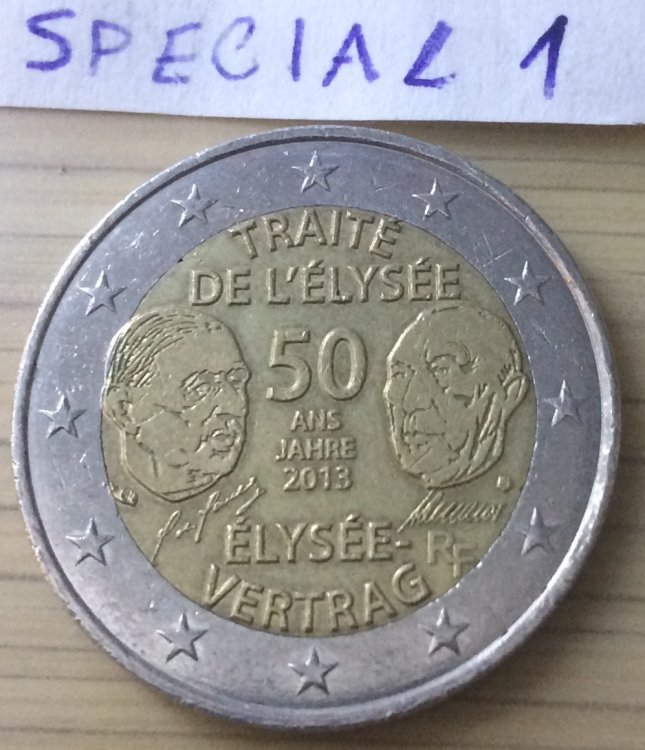 SPECIAL 1
TRAITÉ
DE L'ÉLYSÉE
50
ANS
JAHRE
2013
ÉLYSÉE-
VERTRAG
RF